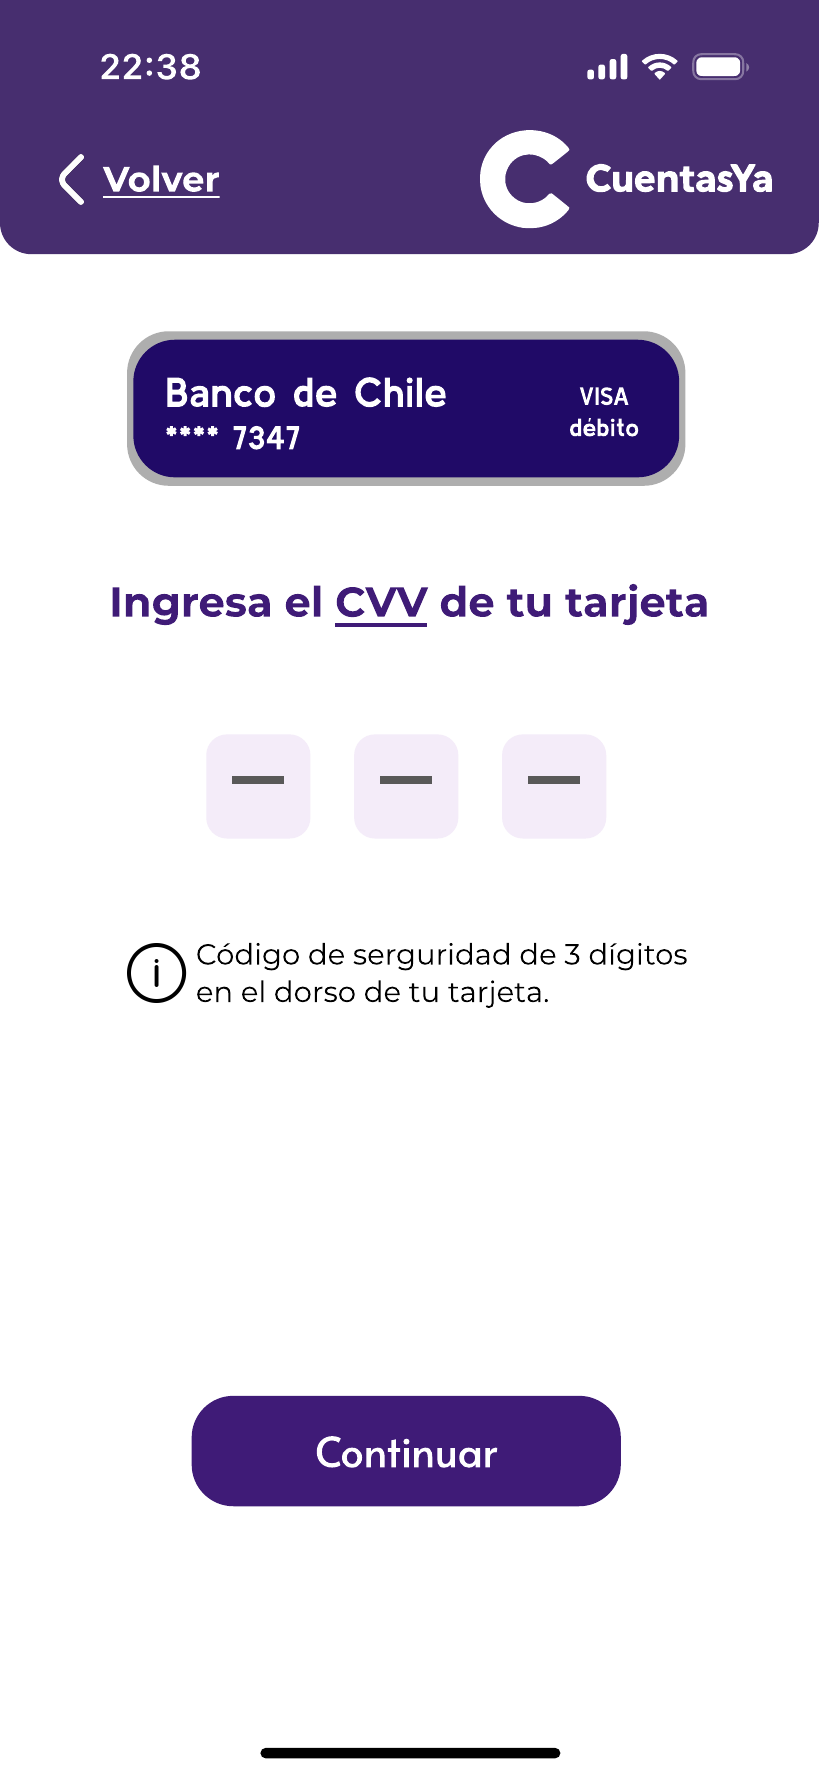 22:38
Volver
CuentasYa
Banco de Chile
**** 7347
VISA
débito
Ingresa el CVV de tu tarjeta
Código de serguridad de 3 dígitos
en el dorso de tu tarjeta.
Continuar